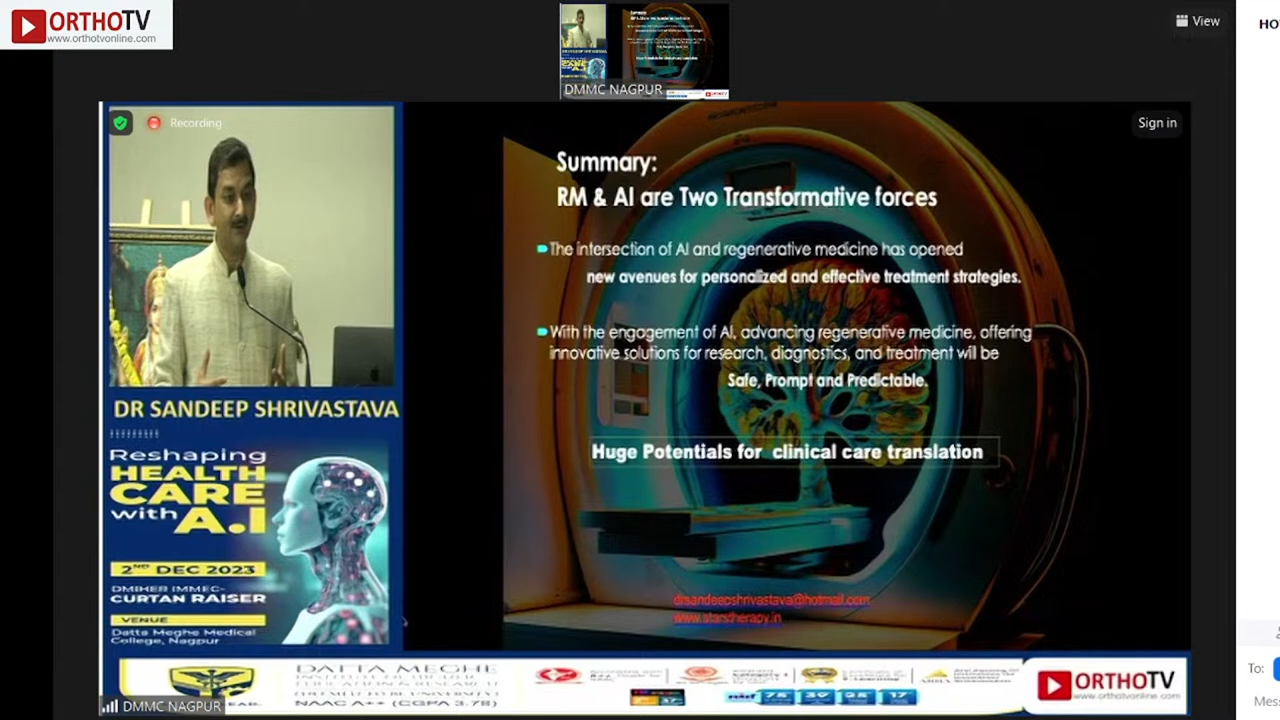 ORTHOTV
www.orthotvonline.com
View
HO
DMMC NAGPUR
Recording
Sign in
Summary:
RM & AI are Two Transformative forces
The intersection of AI and regenerative medicine has opened
new avenues for personalized and effective treatment strategies.
With the engagement of AI, advancing regenerative medicine, offering
innovative solutions for research, diagnostics, and treatment will be
Safe, Prompt and Predictable.
Huge Potentials for clinical care translation
drsandeepshrivastava@hotmail.com
www.starstherapy.in
DR SANDEEP SHRIVASTAVA
Reshaping
HEALTH
CARE
with A.I
2ND DEC 2023
DMIHER IMMEC-
CURTAN RAISER
VENUE
Datta Meghe Medical
College, Nagpur
DATTA MEGHE
NAAC A++ (CGPA 3.78)
ORTHOTV
www.orthotvonline.com
DMMC NAGPUR
To:
Mess